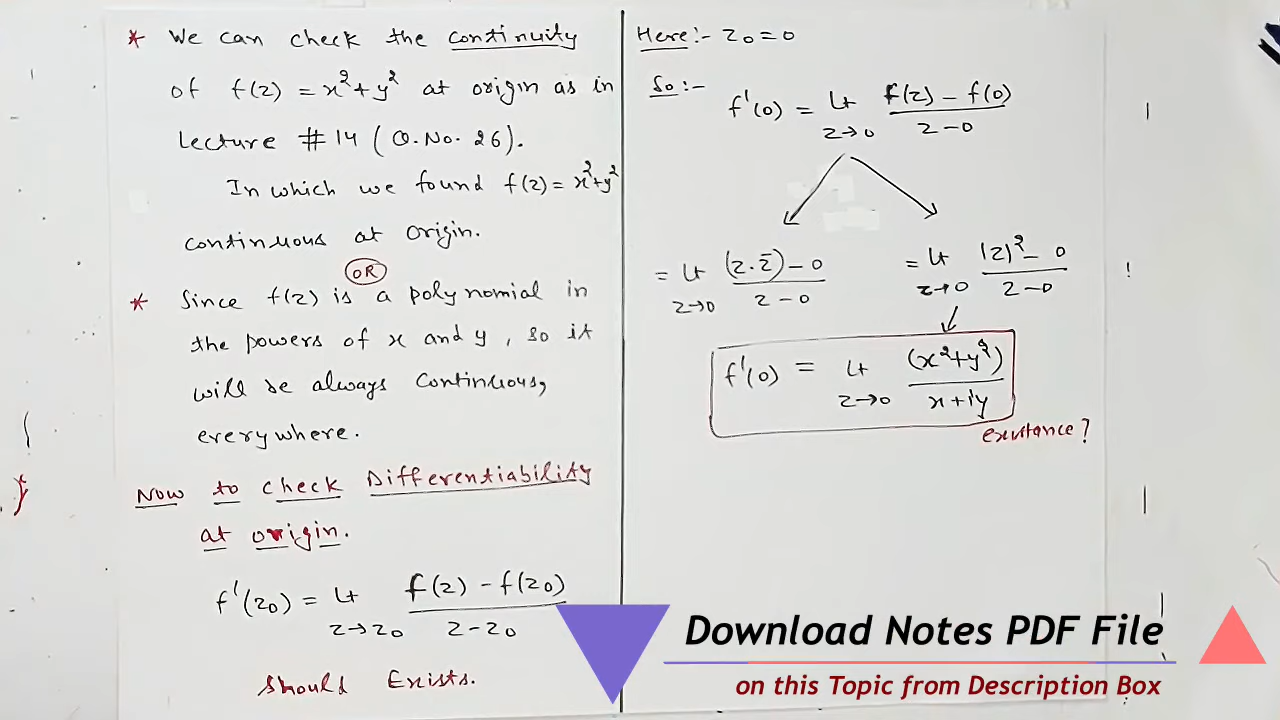 * We can check the continuity
of f(z) = x²+y² at origin as in
Lecture # 14 (Q.No. 26).
In which we found f(z) = x²+y²
continuous at origin.
OR
* Since f(z) is a polynomial in
the powers of x and y, so it
will be always continuous,
everywhere.
Now to check Differentiability
at origin.
f'(z₀) = Lt f(z) - f(z₀)
z→z₀ z-z₀
should Exists.
Here:- z₀=0
So:-
f'(0) = Lt f(z) - f(0)
z→0 z-0
= Lt (z.z̄) - 0
z→0 z-0
= Lt |z|² - 0
z→0 z-0
f'(0) = Lt (x²+y²)
z→0 x+iy
existance?
Download Notes PDF File
on this Topic from Description Box